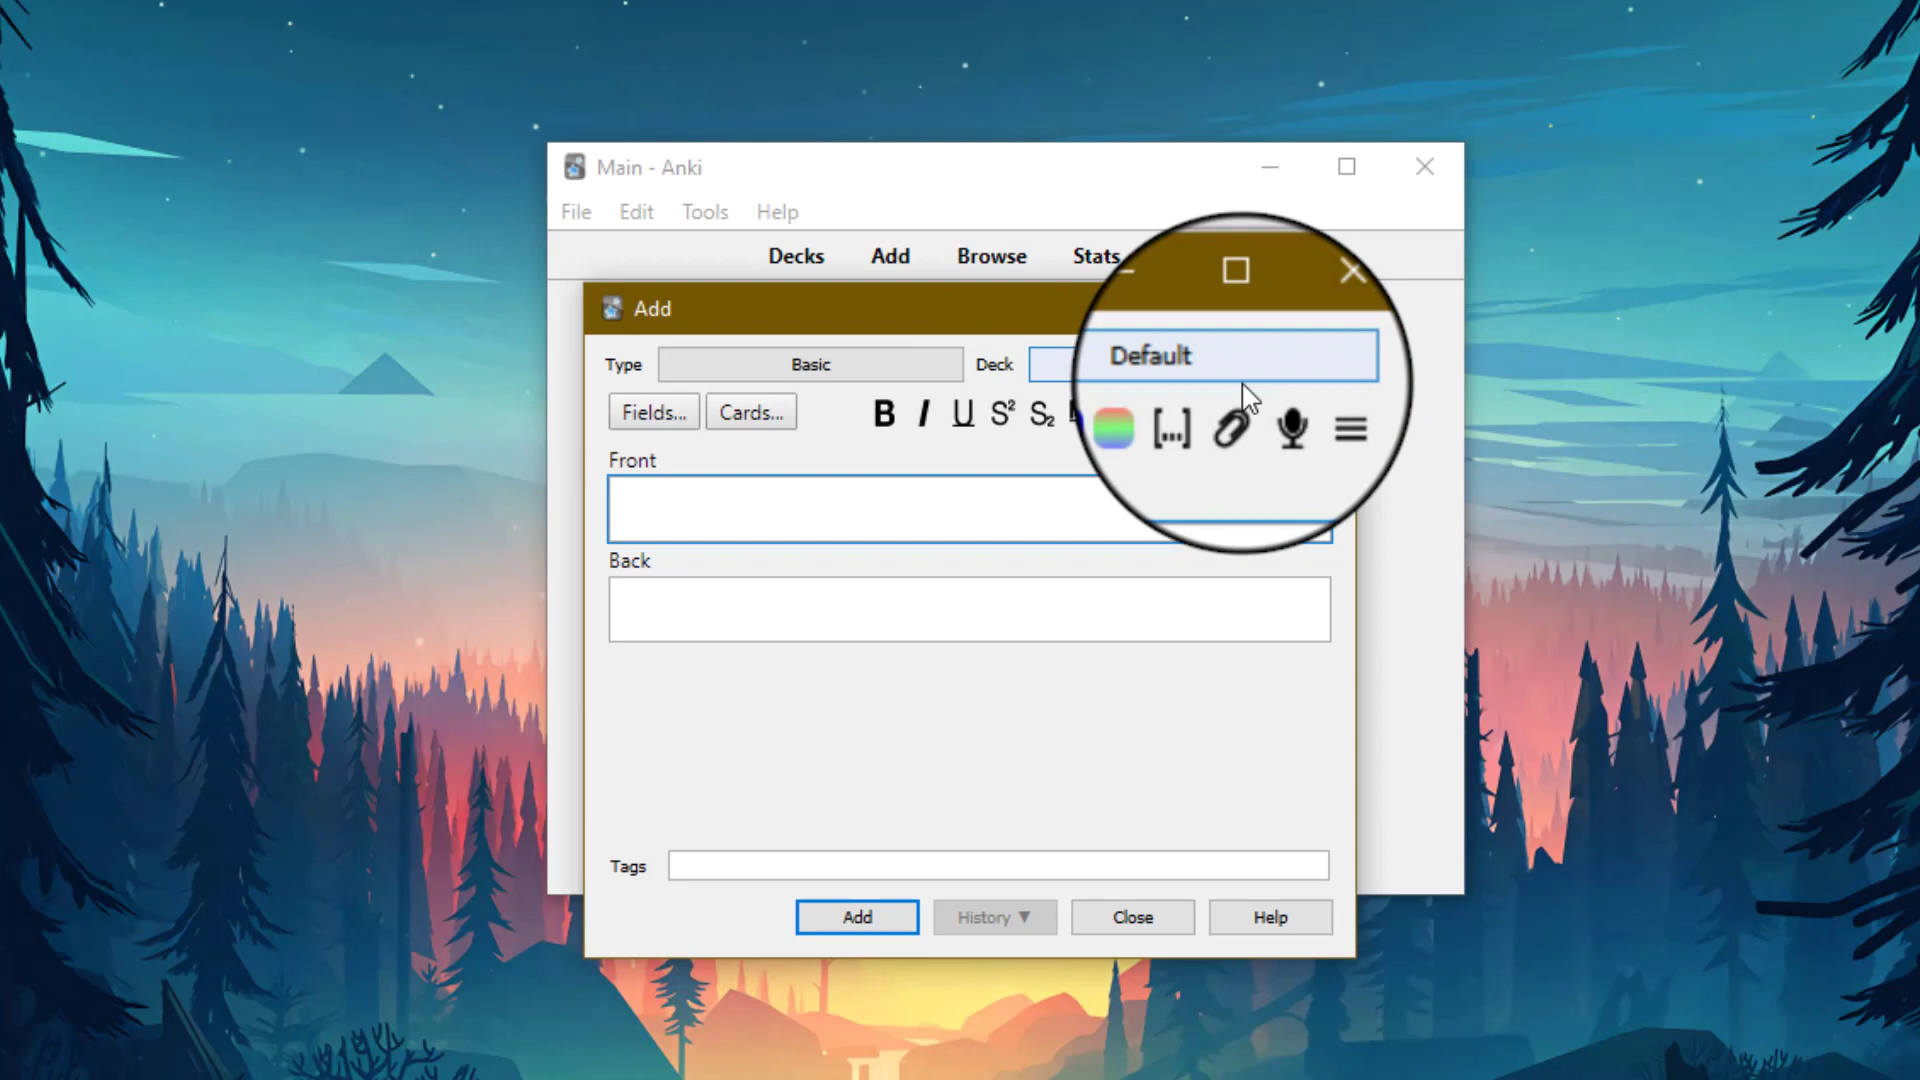 Main - Anki
File Edit Tools Help
Decks Add Browse Stats
Add
Type Basic Deck Default
Fields... Cards... B I U S² S₂ [...]
Front
Back
Tags
Add History ▼ Close Help